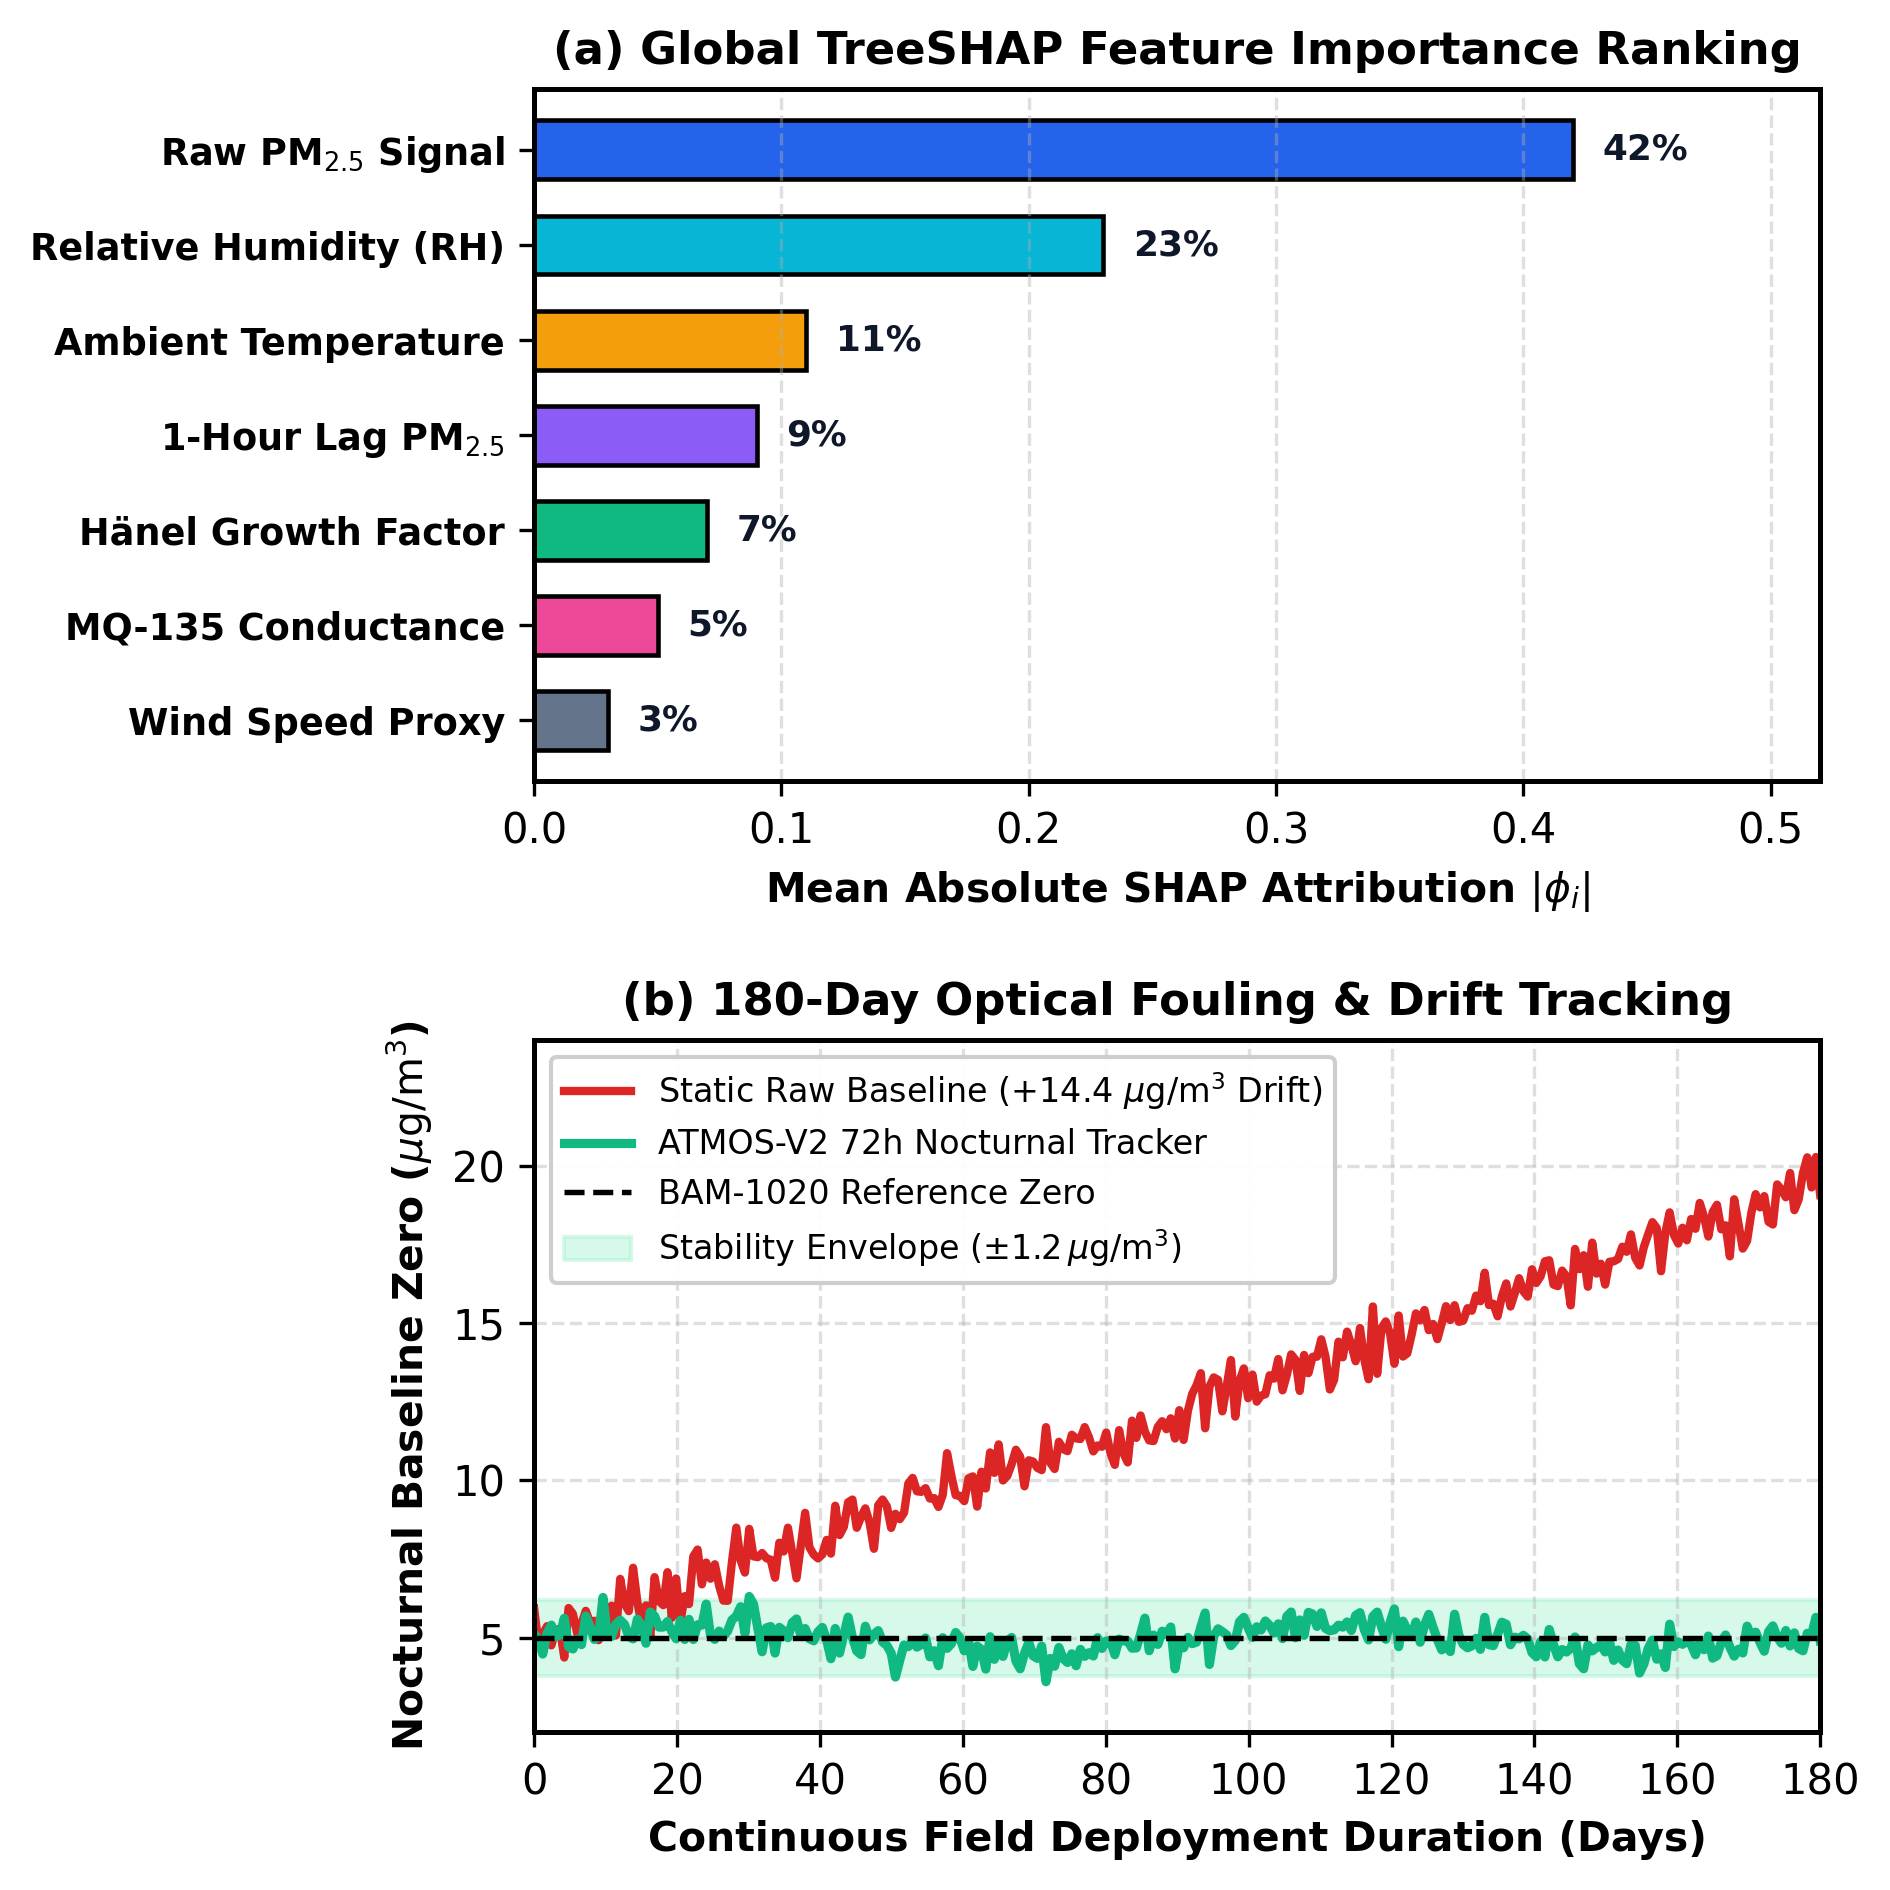 (a) Global TreeSHAP Feature Importance Ranking
Raw PM₂.₅ Signal
42%
Relative Humidity (RH)
23%
Ambient Temperature
11%
1-Hour Lag PM₂.₅
9%
Hänel Growth Factor
7%
MQ-135 Conductance
5%
Wind Speed Proxy
3%
0.0 0.1 0.2 0.3 0.4 0.5
Mean Absolute SHAP Attribution |ϕᵢ|
(b) 180-Day Optical Fouling & Drift Tracking
Nocturnal Baseline Zero (μg/m³)
Static Raw Baseline (+14.4 μg/m³ Drift)
ATMOS-V2 72h Nocturnal Tracker
BAM-1020 Reference Zero
Stability Envelope (±1.2 μg/m³)
20
15
10
5
0 20 40 60 80 100 120 140 160 180
Continuous Field Deployment Duration (Days)